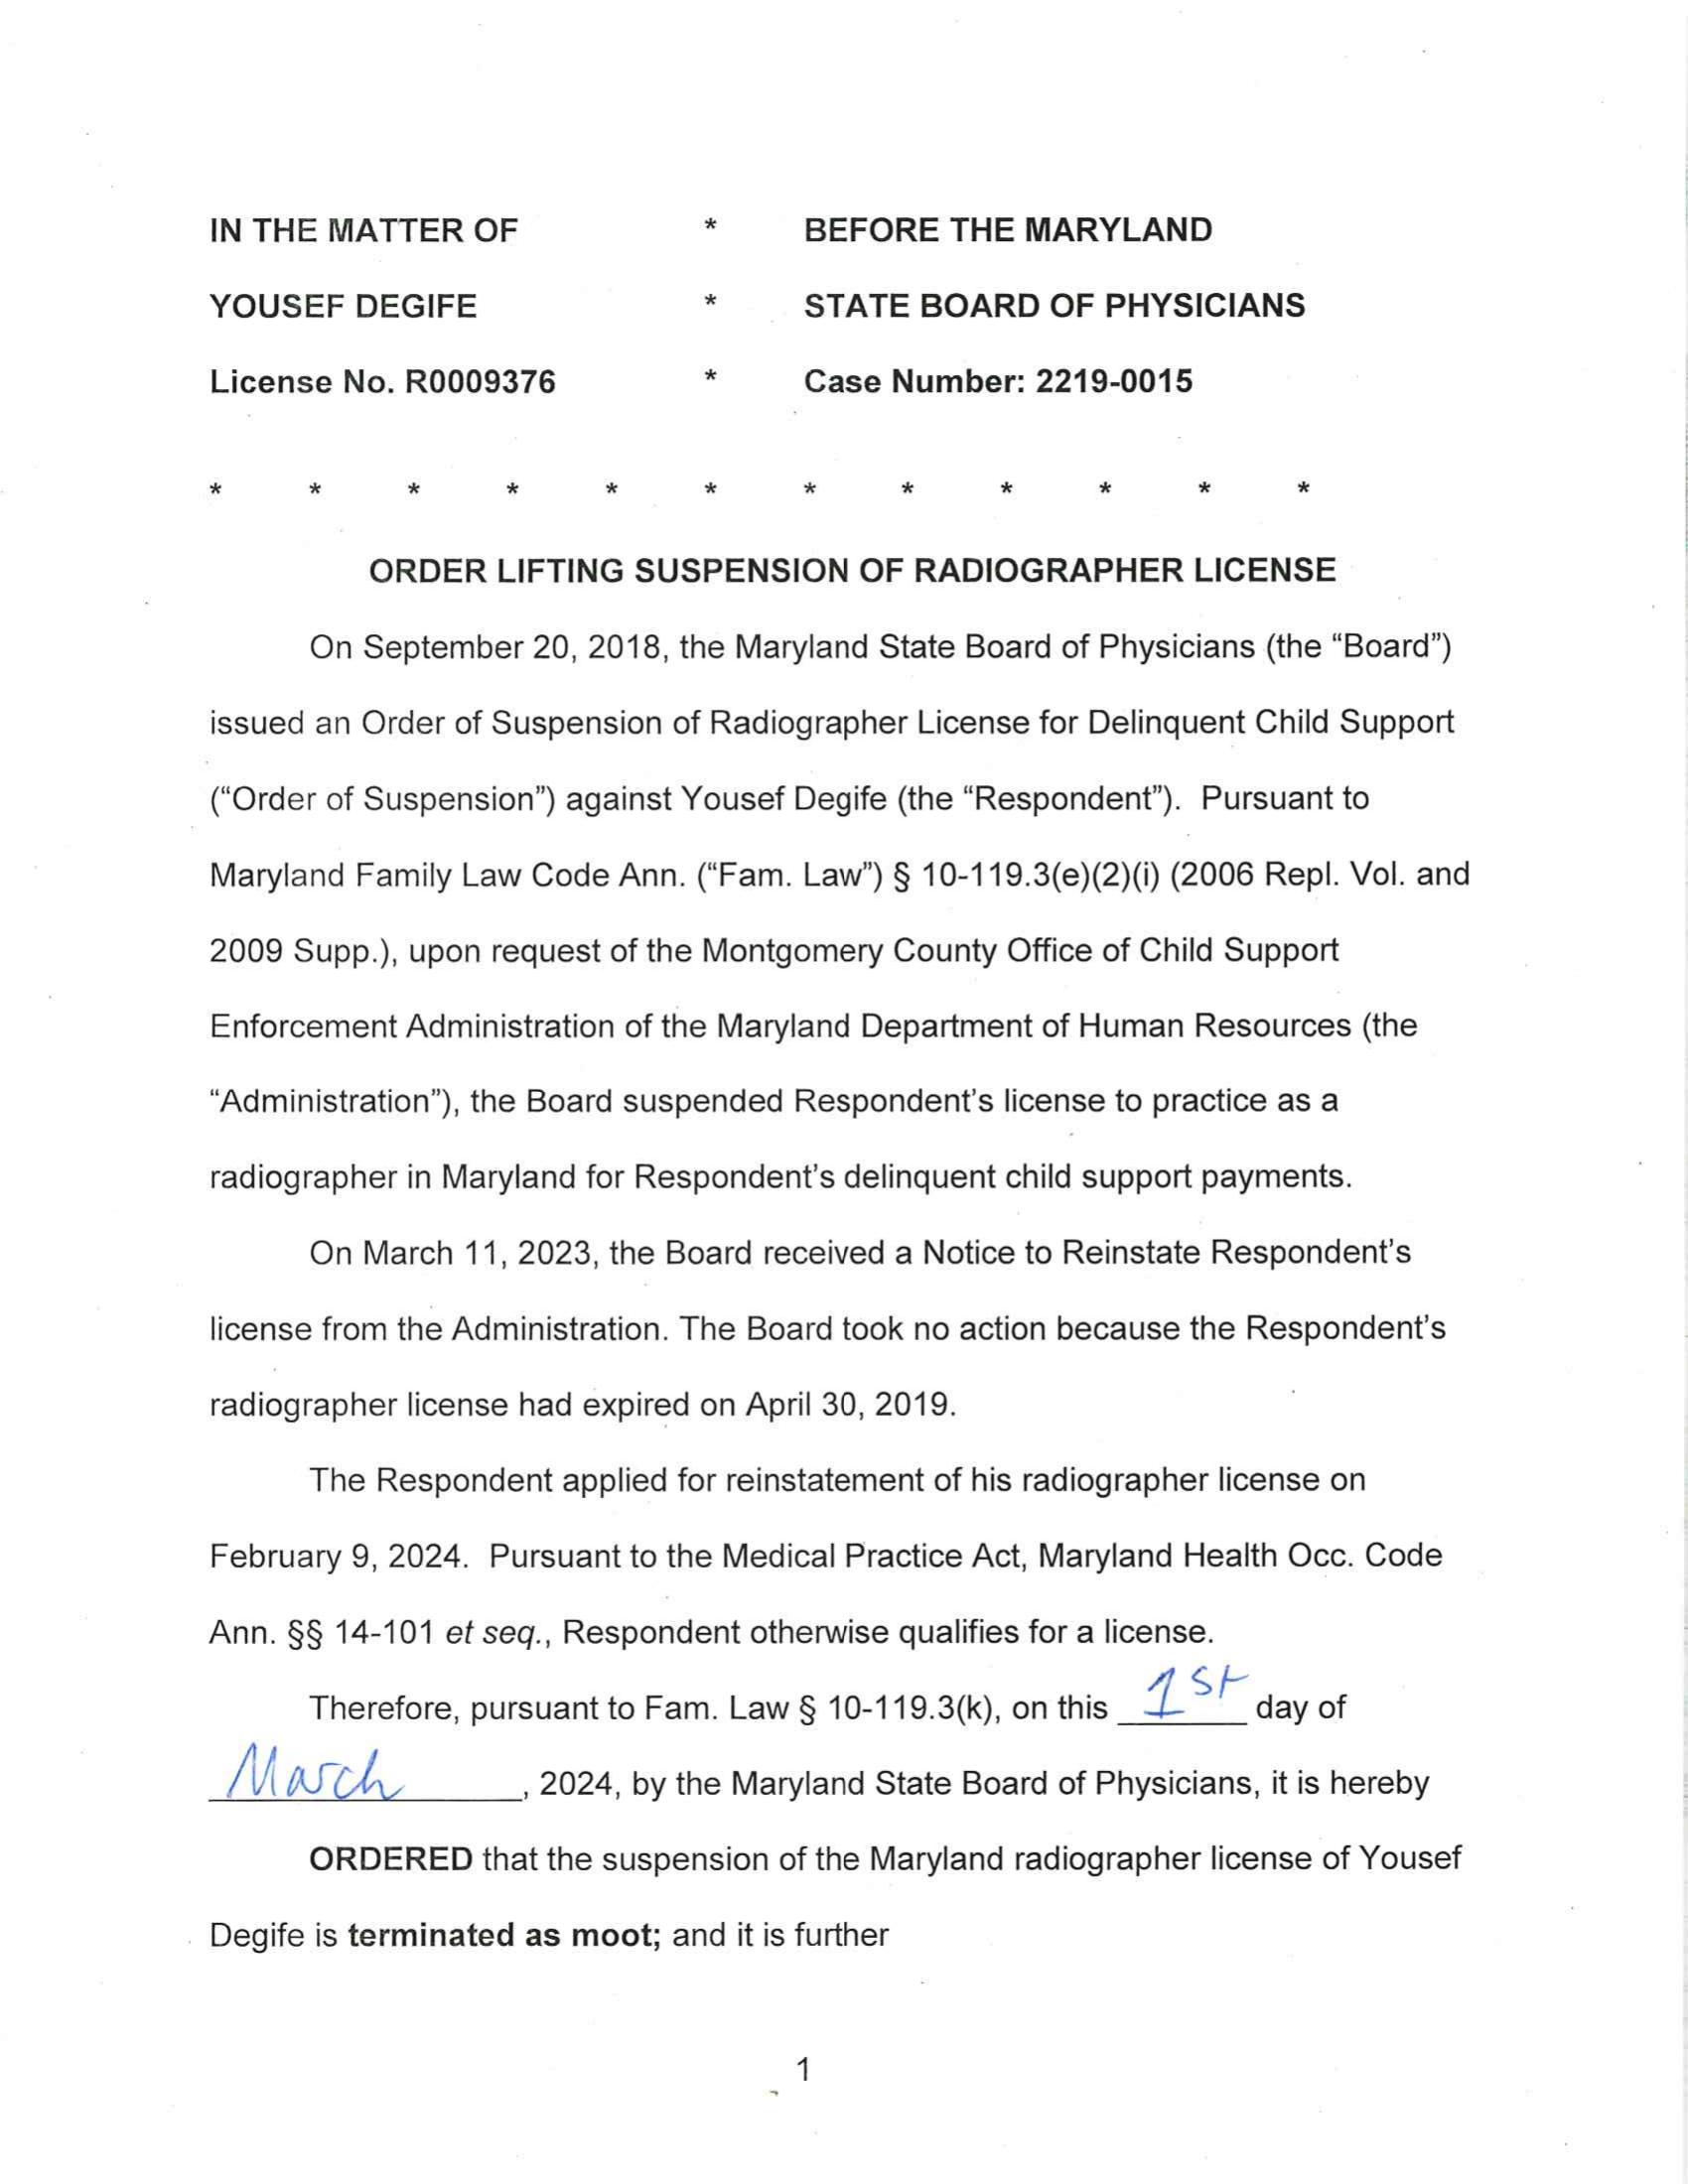 IN THE MATTER OF * BEFORE THE MARYLAND
YOUSEF DEGIFE * STATE BOARD OF PHYSICIANS
License No. R0009376 * Case Number: 2219-0015
* * * * * * * * * * * *
ORDER LIFTING SUSPENSION OF RADIOGRAPHER LICENSE
On September 20, 2018, the Maryland State Board of Physicians (the “Board”)
issued an Order of Suspension of Radiographer License for Delinquent Child Support
(“Order of Suspension”) against Yousef Degife (the “Respondent”). Pursuant to
Maryland Family Law Code Ann. (“Fam. Law”) § 10-119.3(e)(2)(i) (2006 Repl. Vol. and
2009 Supp.), upon request of the Montgomery County Office of Child Support
Enforcement Administration of the Maryland Department of Human Resources (the
“Administration”), the Board suspended Respondent’s license to practice as a
radiographer in Maryland for Respondent’s delinquent child support payments.
On March 11, 2023, the Board received a Notice to Reinstate Respondent’s
license from the Administration. The Board took no action because the Respondent’s
radiographer license had expired on April 30, 2019.
The Respondent applied for reinstatement of his radiographer license on
February 9, 2024. Pursuant to the Medical Practice Act, Maryland Health Occ. Code
Ann. §§ 14-101 et seq., Respondent otherwise qualifies for a license.
Therefore, pursuant to Fam. Law § 10-119.3(k), on this 1st day of
March, 2024, by the Maryland State Board of Physicians, it is hereby
ORDERED that the suspension of the Maryland radiographer license of Yousef
Degife is terminated as moot; and it is further
1